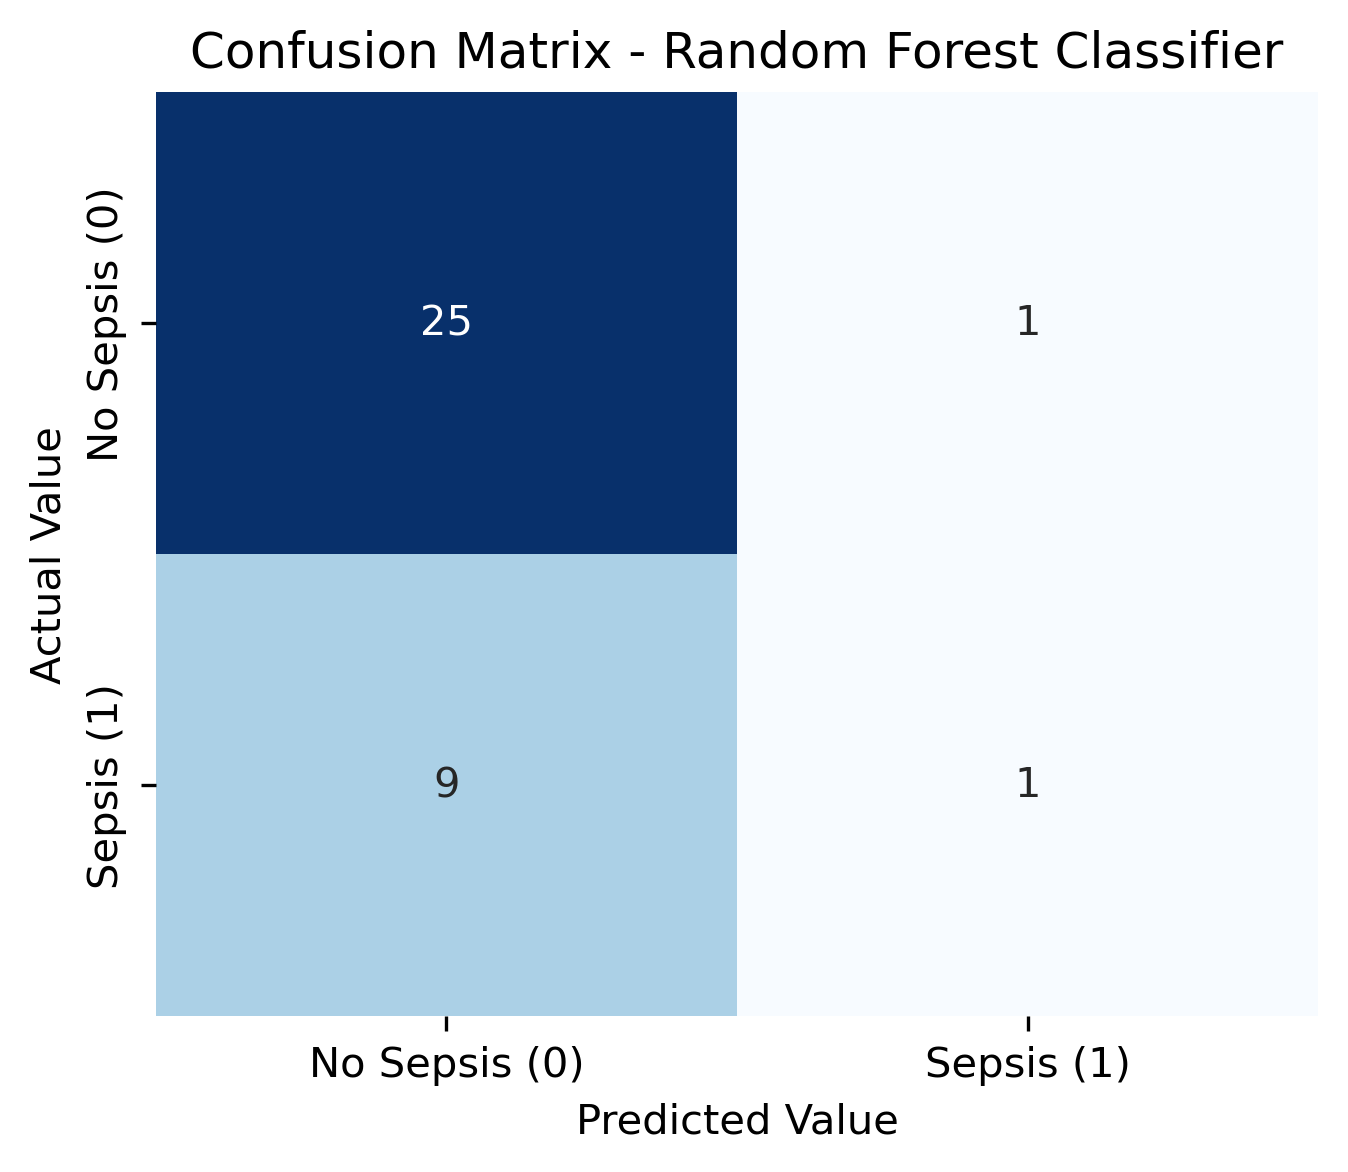 Confusion Matrix - Random Forest Classifier
Actual Value
No Sepsis (0)
25
1
Sepsis (1)
9
1
No Sepsis (0)
Sepsis (1)
Predicted Value